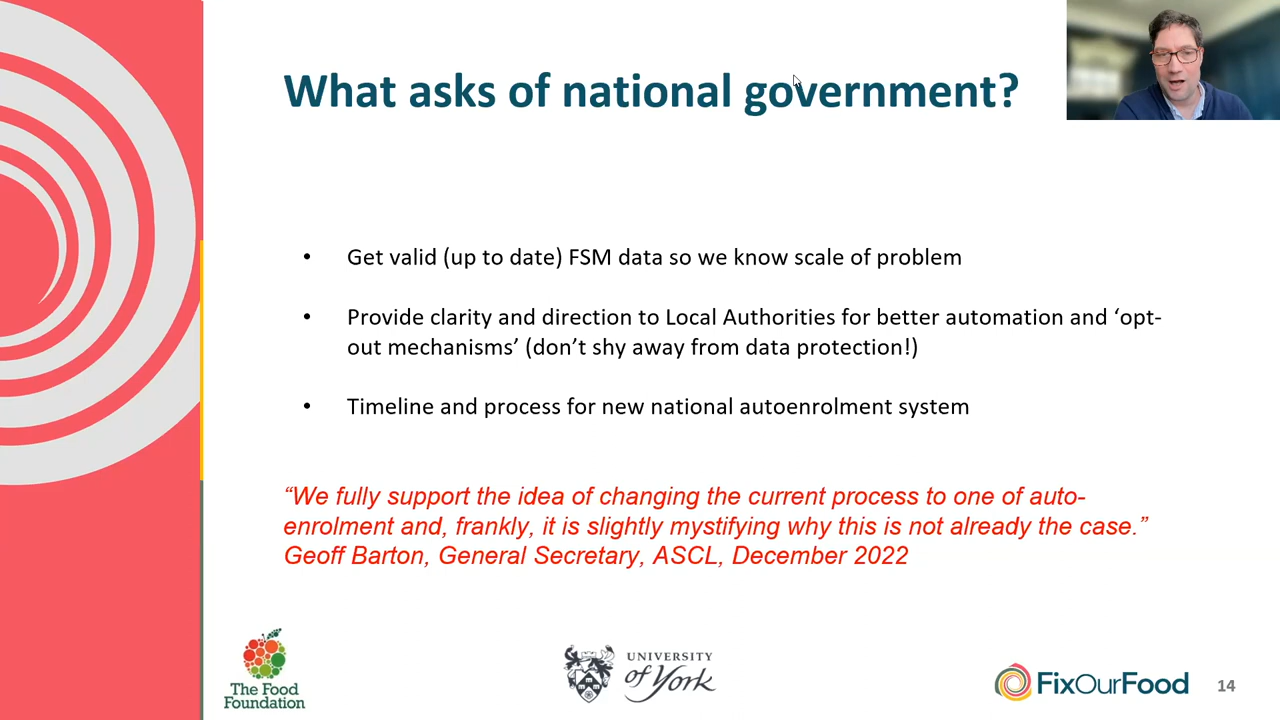 What asks of national government?
• Get valid (up to date) FSM data so we know scale of problem
• Provide clarity and direction to Local Authorities for better automation and ‘opt-
out mechanisms’ (don’t shy away from data protection!)
• Timeline and process for new national autoenrolment system
“We fully support the idea of changing the current process to one of auto-
enrolment and, frankly, it is slightly mystifying why this is not already the case.”
Geoff Barton, General Secretary, ASCL, December 2022
The Food
Foundation
UNIVERSITY
of York
FixOurFood
14